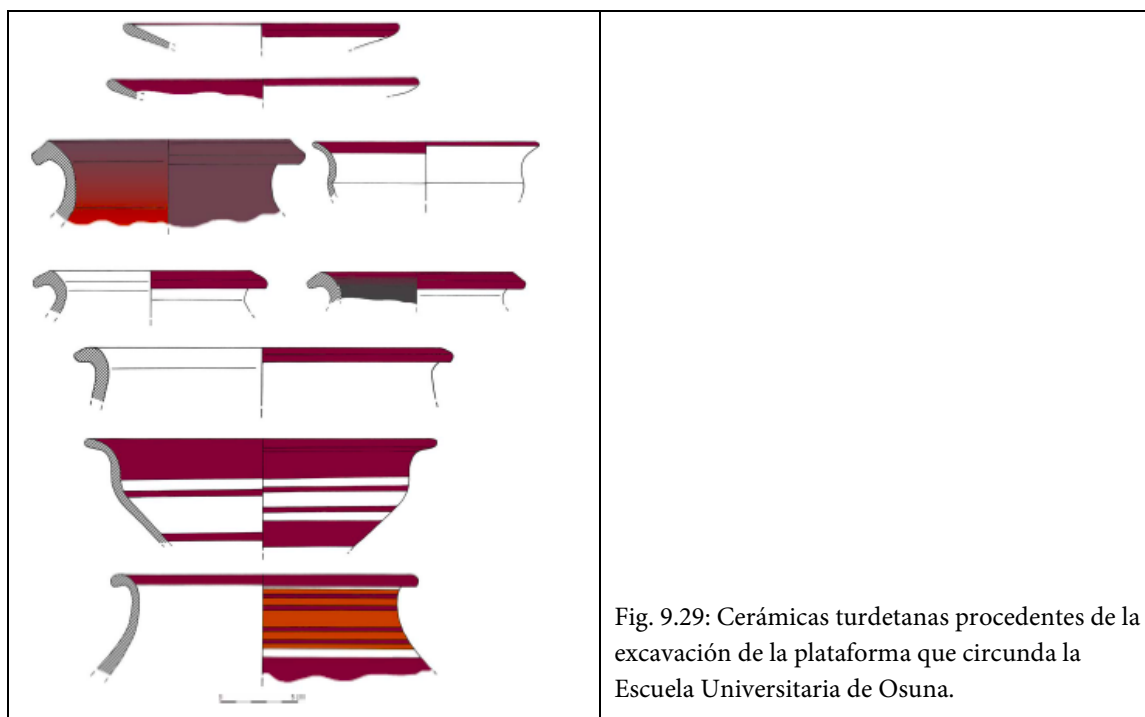 Fig. 9.29: Cerámicas turdetanas procedentes de la
excavación de la plataforma que circunda la
Escuela Universitaria de Osuna.